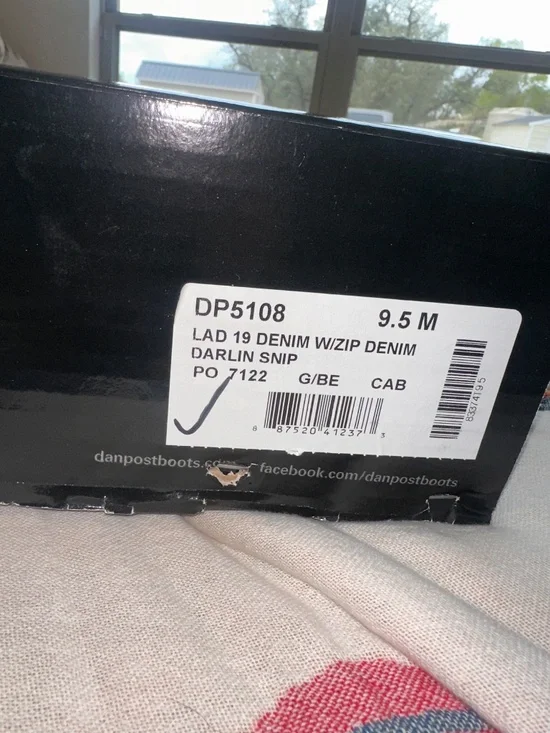 DP5108 9.5 M
LAD 19 DENIM W/ZIP DENIM
DARLIN SNIP
PO 7122 G/BE CAB
8 87520 41237 3
83374195
danpostboots.com facebook.com/danpostboots